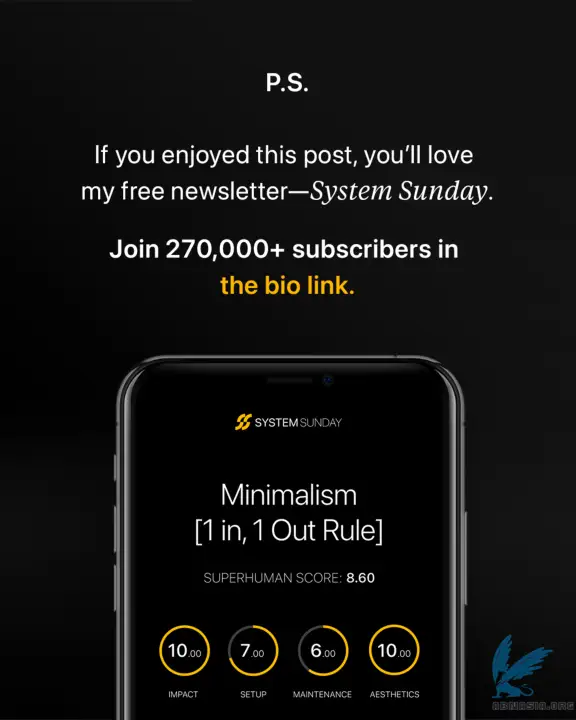 P.S.
If you enjoyed this post, you’ll love
my free newsletter—System Sunday.
Join 270,000+ subscribers in
the bio link.
SYSTEM SUNDAY
Minimalism
[1 in, 1 Out Rule]
SUPERHUMAN SCORE: 8.60
10.00 7.00 6.00 10.00
IMPACT SETUP MAINTENANCE AESTHETICS